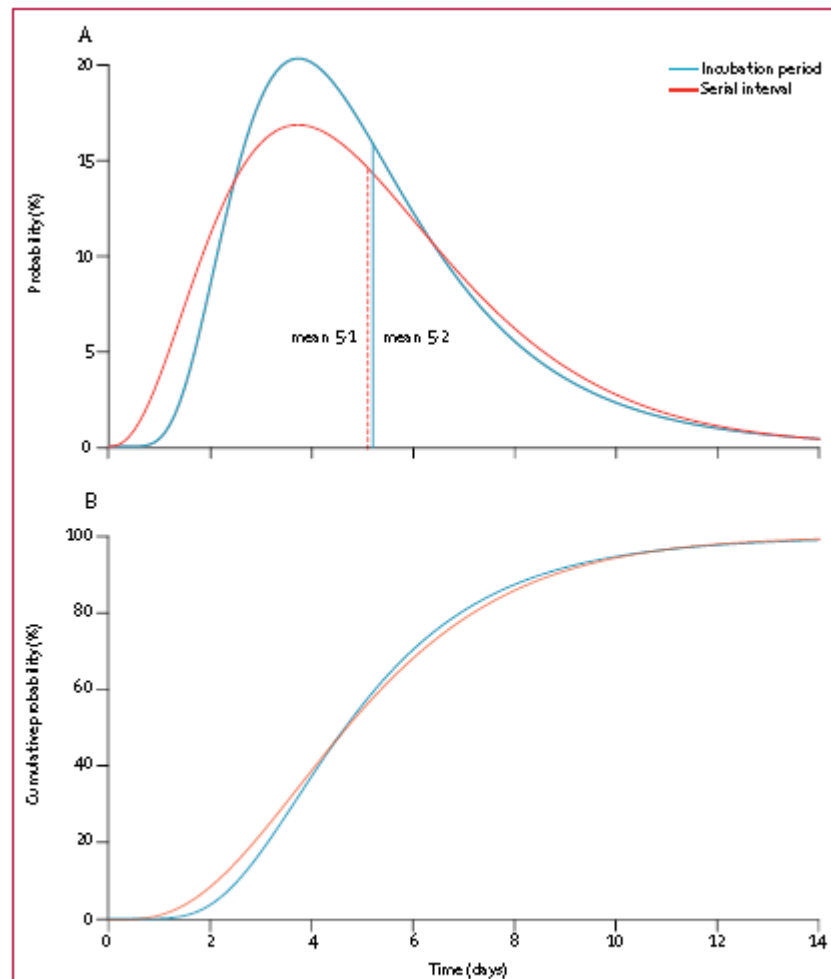 A
20
15
10
5
0
Probability (%)
Incubation period
Serial interval
mean 5·1
mean 5·2
B
100
80
60
40
20
0
Cumulative probability (%)
0 2 4 6 8 10 12 14
Time (days)